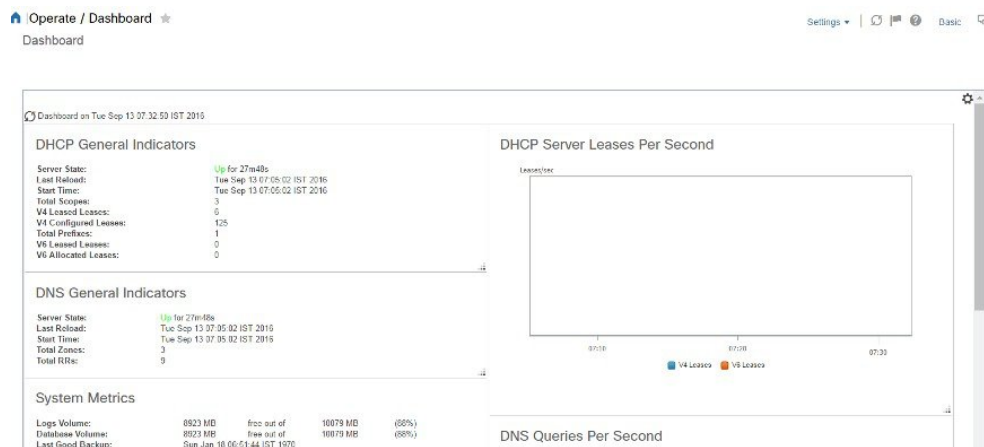 Operate / Dashboard
Settings
Basic
Dashboard
Dashboard on Tue Sep 13 07:32:50 IST 2016
DHCP General Indicators
Server State: Up for 27m48s
Last Reload: Tue Sep 13 07:05:02 IST 2016
Start Time: Tue Sep 13 07:05:02 IST 2016
Total Scopes: 3
V4 Leased Leases: 6
V4 Configured Leases: 125
Total Prefixes: 1
V6 Leased Leases: 0
V6 Allocated Leases: 0
DHCP Server Leases Per Second
Leases/sec
07:10 07:20 07:30
V4 Leases V6 Leases
DNS General Indicators
Server State: Up for 27m48s
Last Reload: Tue Sep 13 07:05:02 IST 2016
Start Time: Tue Sep 13 07:05:02 IST 2016
Total Zones: 3
Total RRs: 9
System Metrics
Logs Volume: 8923 MB free out of 10079 MB (88%)
Database Volume: 8923 MB free out of 10079 MB (88%)
Last Good Backup: Sun Jan 18 06:51:44 IST 1970
DNS Queries Per Second